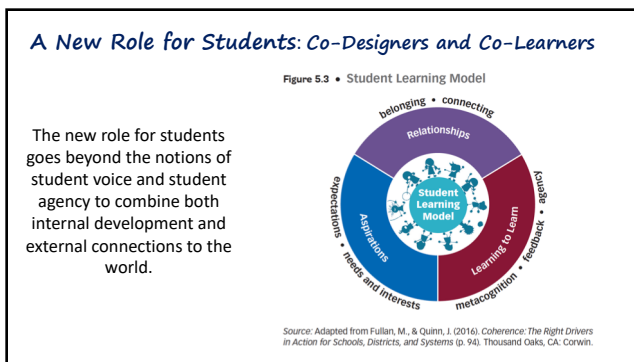 A New Role for Students: Co-Designers and Co-Learners
Figure 5.3 • Student Learning Model
The new role for students
goes beyond the notions of
student voice and student
agency to combine both
internal development and
external connections to the
world.
belonging • connecting
Relationships
Student
Learning
Model
Aspirations
expectations • needs and interests
Learning to Learn
metacognition • feedback • agency
Source: Adapted from Fullan, M., & Quinn, J. (2016). Coherence: The Right Drivers
in Action for Schools, Districts, and Systems (p. 94). Thousand Oaks, CA: Corwin.